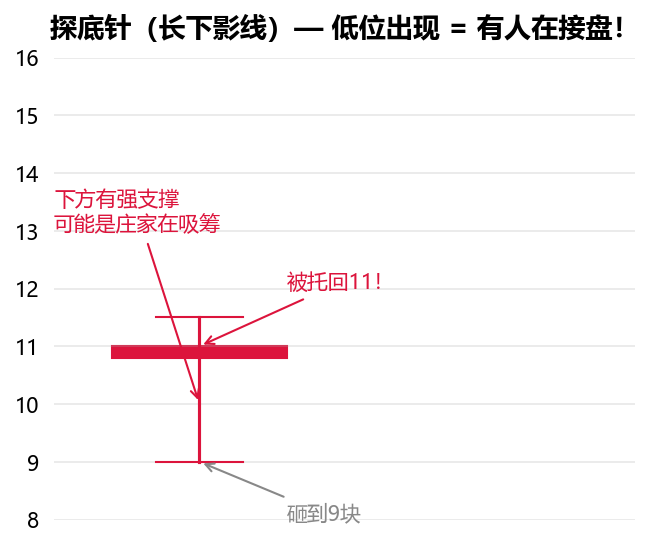 探底针（长下影线）— 低位出现 = 有人在接盘！
16
15
14
下方有强支撑
可能是庄家在吸筹
13
12
被托回11！
11
10
9
砸到9块
8